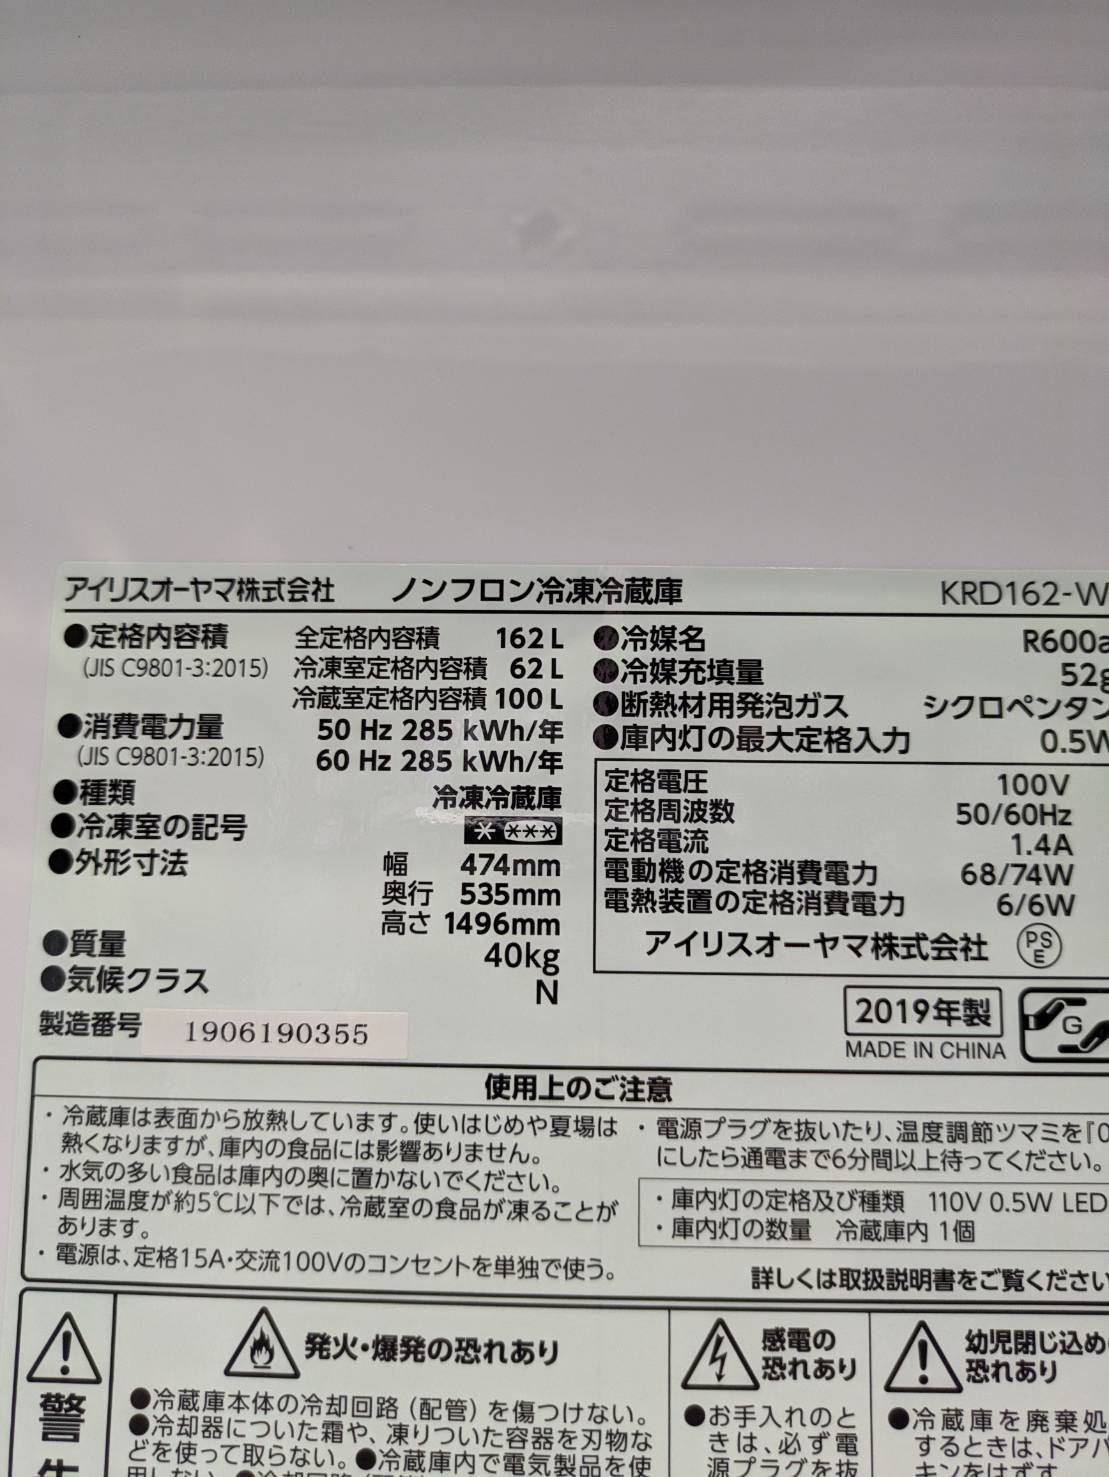 アイリスオーヤマ株式会社 ノンフロン冷凍冷蔵庫 KRD162-W
●定格内容積 全定格内容積 162 L
(JIS C9801-3:2015) 冷凍室定格内容積 62 L
冷蔵室定格内容積 100 L
●消費電力量 50 Hz 285 kWh/年
(JIS C9801-3:2015) 60 Hz 285 kWh/年
●種類 冷凍冷蔵庫
●冷凍室の記号 * ***
●外形寸法 幅 474mm
奥行 535mm
高さ 1496mm
●質量 40kg
●気候クラス N
製造番号 1906190355
●冷媒名 R600a
●冷媒充填量 52g
●断熱材用発泡ガス シクロペンタン
●庫内灯の最大定格入力 0.5W
定格電圧 100V
定格周波数 50/60Hz
定格電流 1.4A
電動機の定格消費電力 68/74W
電熱装置の定格消費電力 6/6W
アイリスオーヤマ株式会社 PSE
2019年製 G
MADE IN CHINA
使用上のご注意
・冷蔵庫は表面から放熱しています。使いはじめや夏場は
熱くなりますが、庫内の食品には影響ありません。
・水気の多い食品は庫内の奥に置かないでください。
・周囲温度が約5℃以下では、冷蔵室の食品が凍ることが
あります。
・電源は、定格15A・交流100Vのコンセントを単独で使う。
・電源プラグを抜いたり、温度調節ツマミを『0
にしたら通電まで6分間以上待ってください。
・庫内灯の定格及び種類 110V 0.5W LED
・庫内灯の数量 冷蔵庫内 1個
詳しくは取扱説明書をご覧ください
警
発火・爆発の恐れあり
●冷蔵庫本体の冷却回路（配管）を傷つけない。
●冷却器についた霜や、凍りついた容器を刃物な
どを使って取らない。●冷蔵庫内で電気製品を使
感電の
恐れあり
●お手入れのと
きは、必ず電
源プラグを抜
幼児閉じ込め
恐れあり
●冷蔵庫を廃棄処
するときは、ドアパ
キンをはず